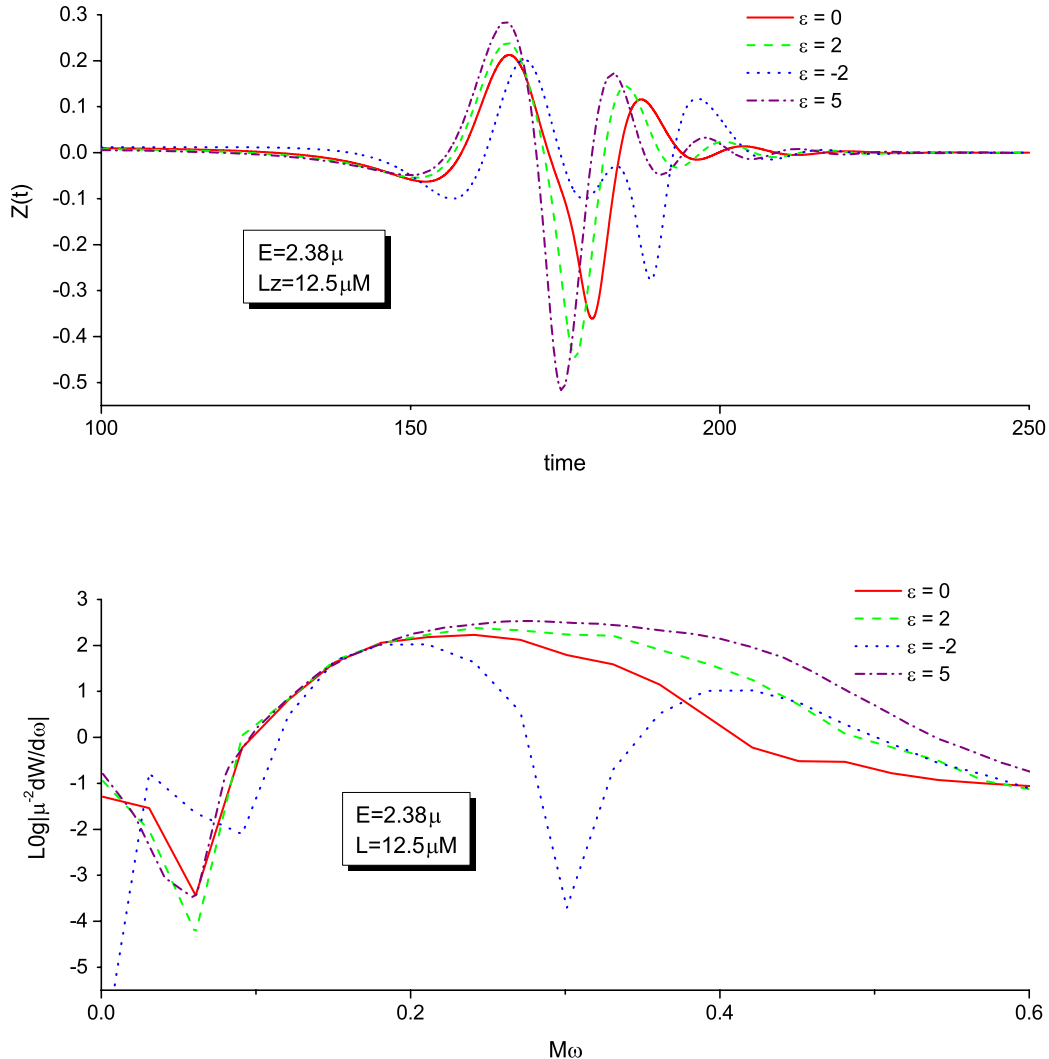 0.3
0.2
0.1
0.0
-0.1
-0.2
-0.3
-0.4
-0.5
Z(t)
ε = 0
ε = 2
ε = -2
ε = 5
E=2.38μ
Lz=12.5μM
100
150
200
250
time
3
2
1
0
-1
-2
-3
-4
-5
L0g|μ⁻²dW/dω|
ε = 0
ε = 2
ε = -2
ε = 5
E=2.38μ
L=12.5μM
0.0
0.2
0.4
0.6
Mω